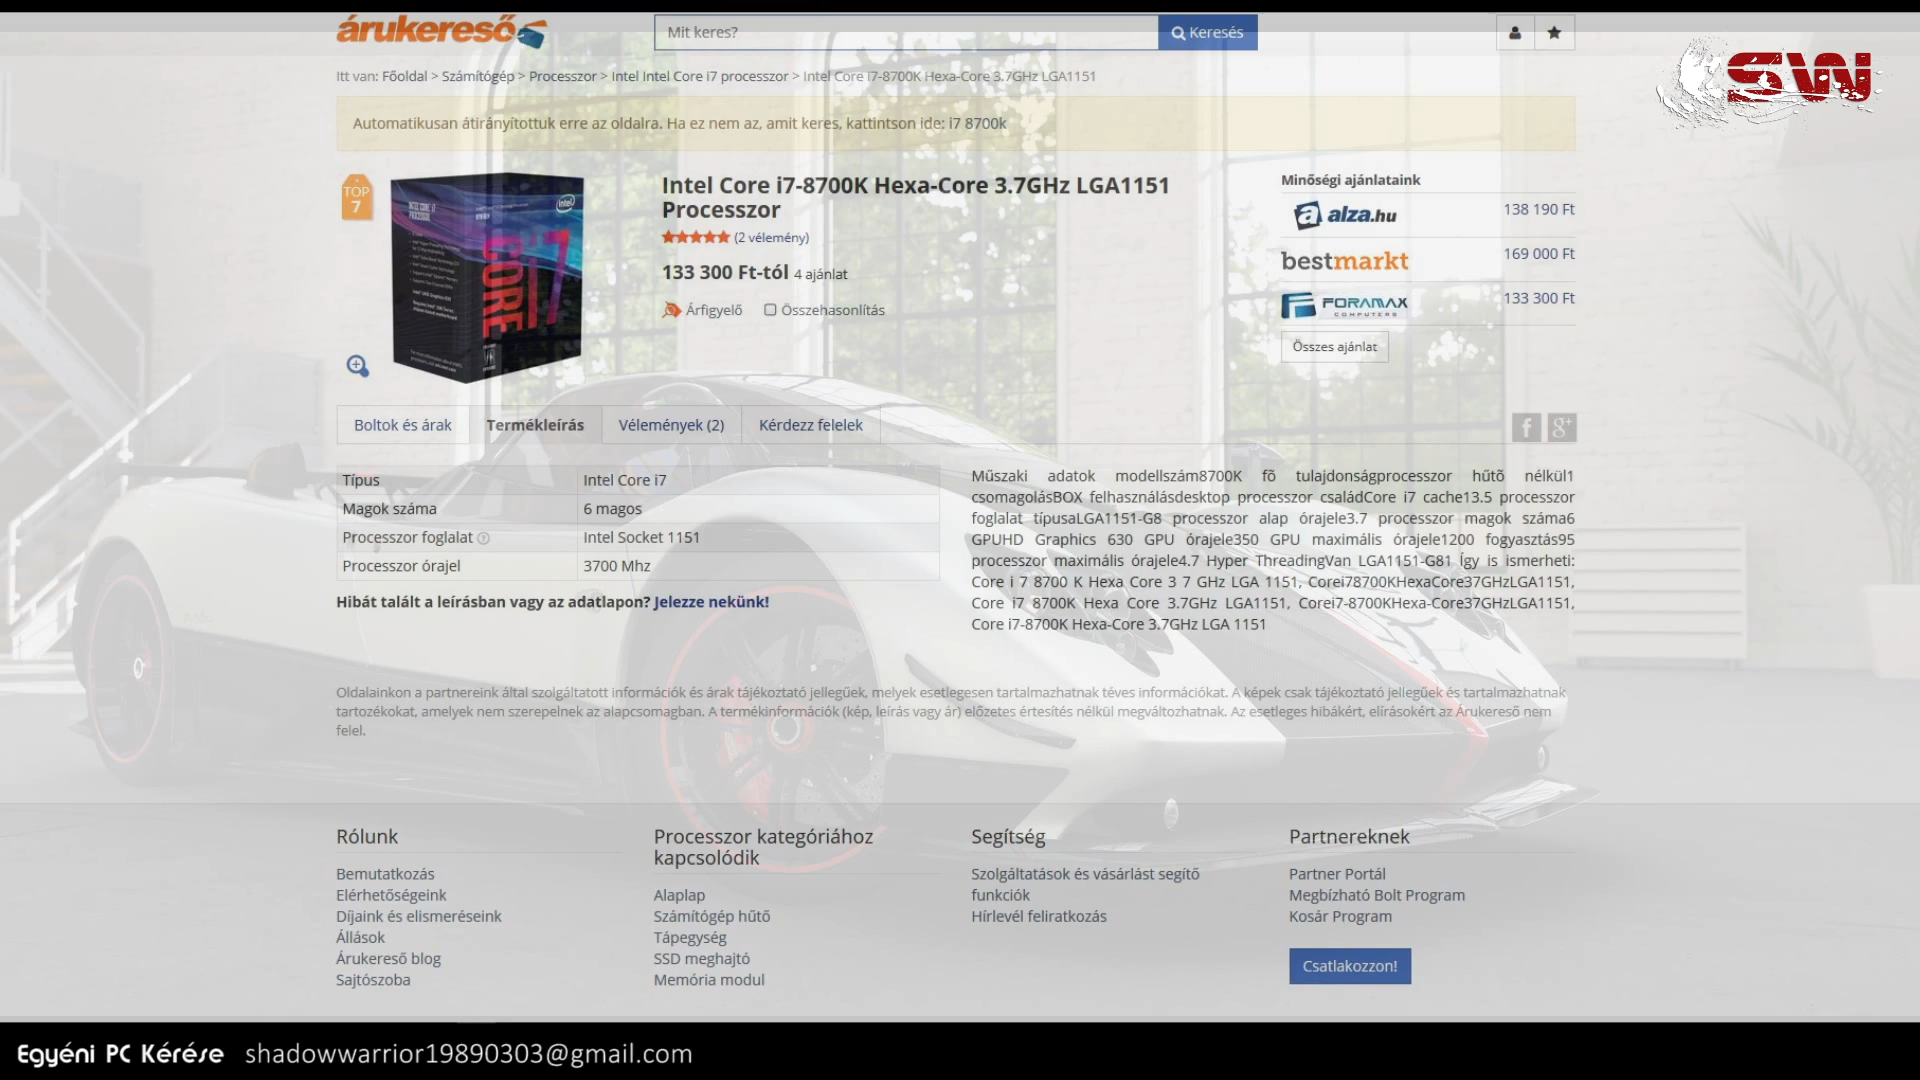 árukereső
Mit keres?
Keresés
Itt van: Főoldal > Számítógép > Processzor > Intel Intel Core i7 processzor > Intel Core i7-8700K Hexa-Core 3.7GHz LGA1151
SW
Automatikusan átirányítottuk erre az oldalra. Ha ez nem az, amit keres, kattintson ide: i7 8700k
TOP
7
intel
CORE i7
Intel Core i7-8700K Hexa-Core 3.7GHz LGA1151
Processzor
(2 vélemény)
133 300 Ft-tól 4 ajánlat
Árfigyelő
Összehasonlítás
Minőségi ajánlataink
alza.hu 138 190 Ft
bestmarkt 169 000 Ft
FORAMAX COMPUTERS 133 300 Ft
Összes ajánlat
Boltok és árak
Termékleírás
Vélemények (2)
Kérdezz felelek
f
g+
Típus Intel Core i7
Magok száma 6 magos
Processzor foglalat Intel Socket 1151
Processzor órajel 3700 Mhz
Hibát talált a leírásban vagy az adatlapon? Jelezze nekünk!
Műszaki adatok modellszám8700K fõ tulajdonságprocesszor hűtõ nélkül1
csomagolásBOX felhasználásdesktop processzor családCore i7 cache13.5 processzor
foglalat típusaLGA1151-G8 processzor alap órajele3.7 processzor magok száma6
GPUHD Graphics 630 GPU órajele350 GPU maximális órajele1200 fogyasztás95
processzor maximális órajele4.7 Hyper ThreadingVan LGA1151-G81 Így is ismerheti:
Core i 7 8700 K Hexa Core 3 7 GHz LGA 1151, Corei78700KHexaCore37GHzLGA1151,
Core i7 8700K Hexa Core 3.7GHz LGA1151, Corei7-8700KHexa-Core37GHzLGA1151,
Core i7-8700K Hexa-Core 3.7GHz LGA 1151
Oldalainkon a partnereink által szolgáltatott információk és árak tájékoztató jellegűek, melyek esetlegesen tartalmazhatnak téves információkat. A képek csak tájékoztató jellegűek és tartalmazhatnak
tartozékokat, amelyek nem szerepelnek az alapcsomagban. A termékinformációk (kép, leírás vagy ár) előzetes értesítés nélkül megváltozhatnak. Az esetleges hibákért, elírásokért az Árukereső nem
felel.
Rólunk
Bemutatkozás
Elérhetőségeink
Díjaink és elismeréseink
Állások
Árukereső blog
Sajtószoba
Processzor kategóriához
kapcsolódik
Alaplap
Számítógép hűtő
Tápegység
SSD meghajtó
Memória modul
Segítség
Szolgáltatások és vásárlást segítő
funkciók
Hírlevél feliratkozás
Partnereknek
Partner Portál
Megbízható Bolt Program
Kosár Program
Csatlakozzon!
Egyéni PC Kérése shadowwarrior19890303@gmail.com